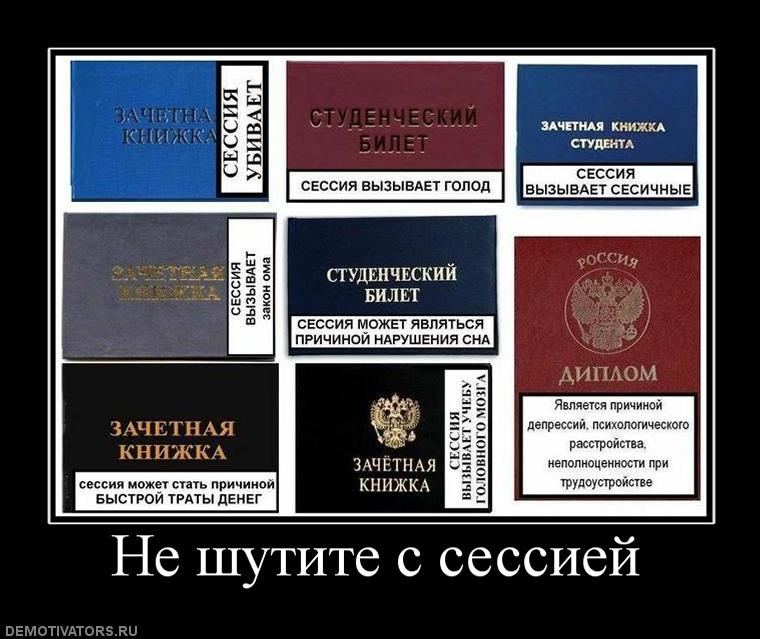 ЗАЧЕТНА
КНИЖКА
СЕССИЯ
УБИВАЕТ
СТУДЕНЧЕСКИЙ
БИЛЕТ
СЕССИЯ ВЫЗЫВАЕТ ГОЛОД
ЗАЧЕТНАЯ КНИЖКА
СТУДЕНТА
СЕССИЯ
ВЫЗЫВАЕТ СЕСИЧНЫЕ
ЗАЧЕТНАЯ
КНИЖКА
СЕССИЯ
ВЫЗЫВАЕТ
закон ома
СТУДЕНЧЕСКИЙ
БИЛЕТ
СЕССИЯ МОЖЕТ ЯВЛЯТЬСЯ
ПРИЧИНОЙ НАРУШЕНИЯ СНА
РОССИЯ
ДИПЛОМ
Является причиной
депрессий, психологического
расстройства,
неполноценности при
трудоустройстве
ЗАЧЕТНАЯ
КНИЖКА
сессия может стать причиной
БЫСТРОЙ ТРАТЫ ДЕНЕГ
ЗАЧЁТНАЯ
КНИЖКА
СЕССИЯ
ВЫЗЫВАЕТ УЧЕБУ
ГОЛОВНОГО МОЗГА
Не шутите с сессией
DEMOTIVATORS.RU